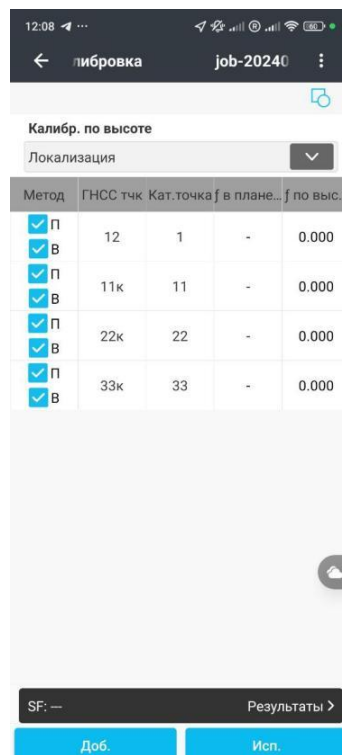 12:08
либровка job-20240
Калибр. по высоте
Локализация
Метод ГНСС тчк Кат.точка ƒ в плане... ƒ по выс.
П
12 1 - 0.000
В
П
11к 11 - 0.000
В
П
22к 22 - 0.000
В
П
33к 33 - 0.000
В
SF: --- Результаты >
Доб. Исп.